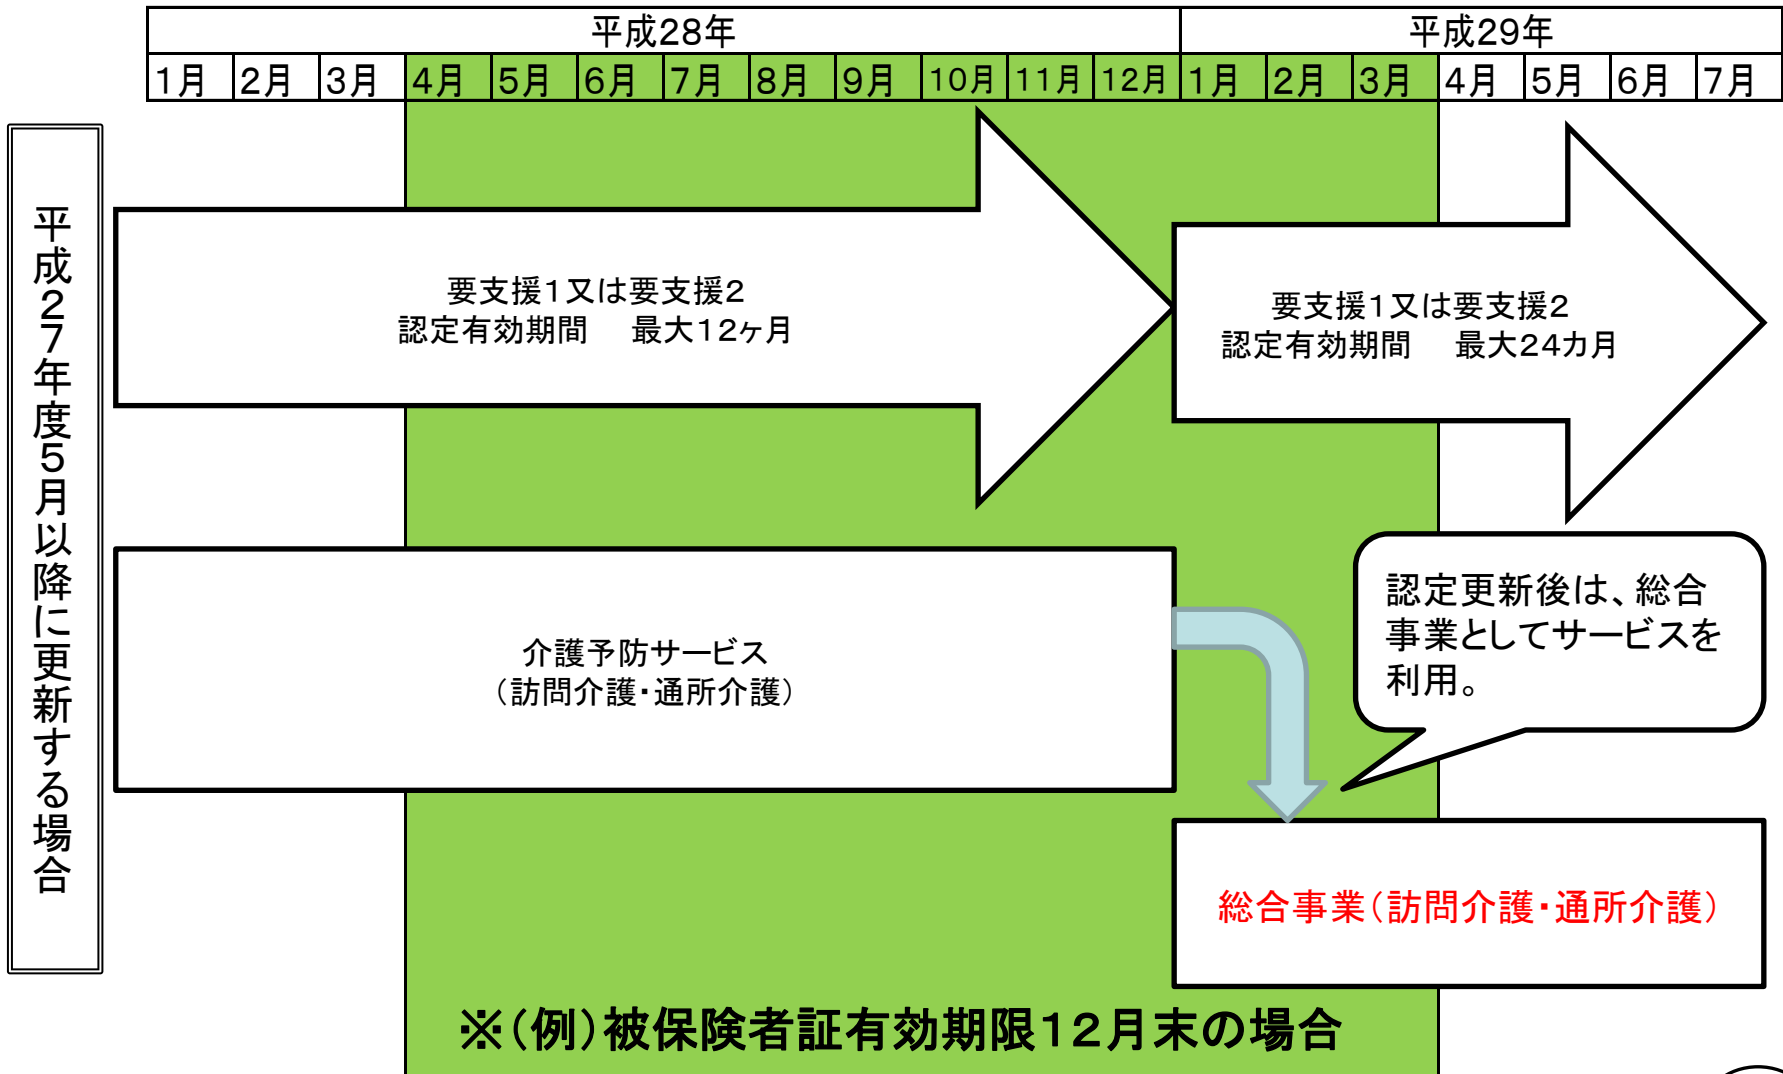 平成28年 平成29年
1月 2月 3月 4月 5月 6月 7月 8月 9月 10月 11月 12月 1月 2月 3月 4月 5月 6月 7月
平成27年度5月以降に更新する場合
要支援1又は要支援2
認定有効期間　最大12ヶ月
要支援1又は要支援2
認定有効期間　最大24カ月
介護予防サービス
（訪問介護・通所介護）
認定更新後は、総合
事業としてサービスを
利用。
総合事業（訪問介護・通所介護）
※（例）被保険者証有効期限12月末の場合